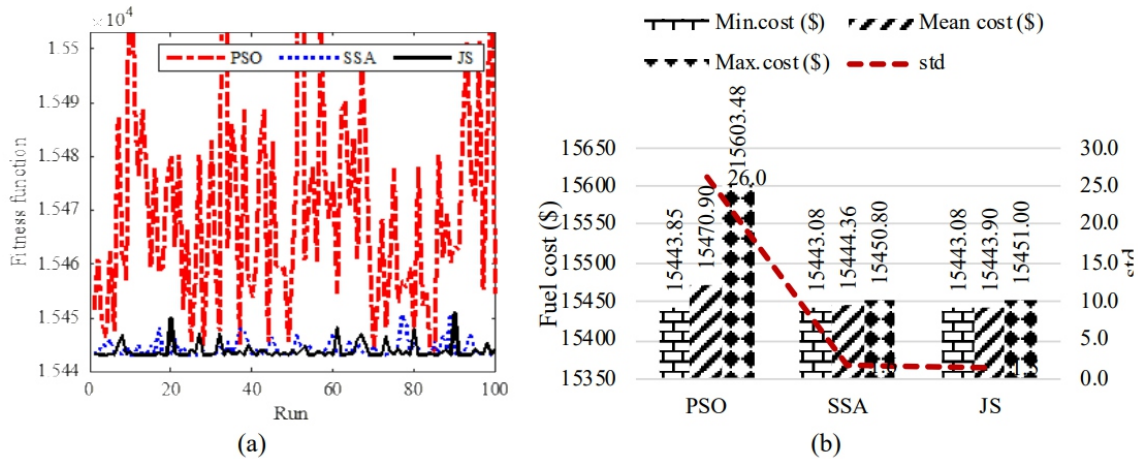 ×10⁴
1.55
1.549
1.548
1.547
1.546
1.545
1.544
Fitness function
PSO SSA JS
0 20 40 60 80 100
Run
(a)
Min.cost ($) Mean cost ($)
Max.cost ($) std
Fuel cost ($)
15650
15600
15550
15500
15450
15400
15350
15443.85
15470.90
15603.48
26.0
15443.08
15444.36
15450.80
15443.08
15443.90
15451.00
30.0
25.0
20.0
15.0
10.0
5.0
0.0
std
PSO SSA JS
(b)